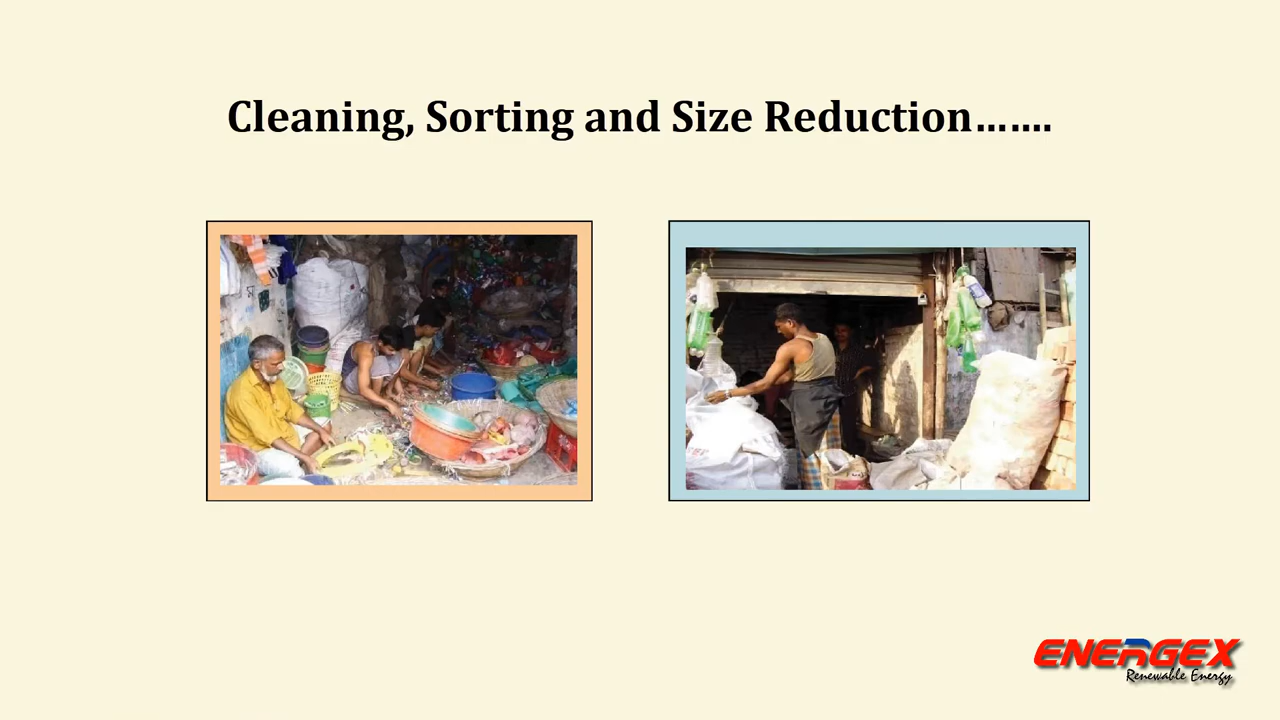 Cleaning, Sorting and Size Reduction…….
ENERGEX
Renewable Energy